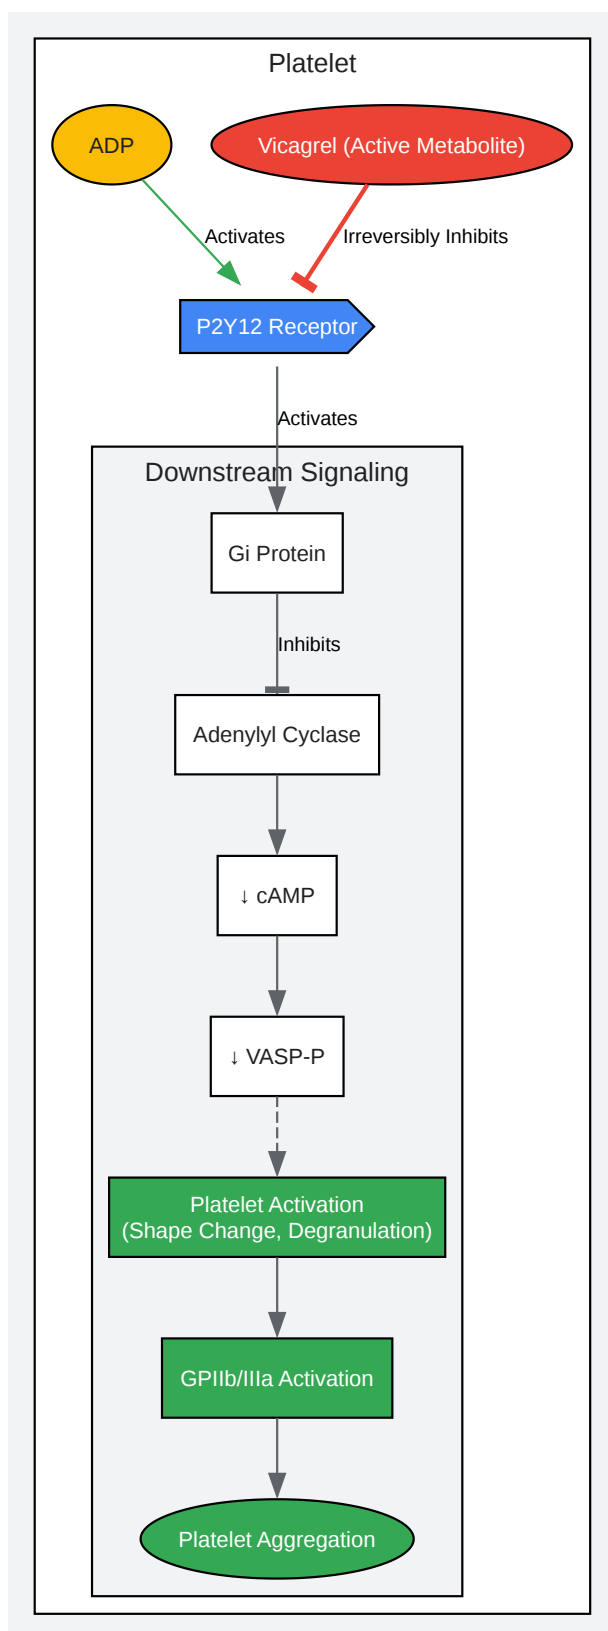 Platelet
ADP
Vicagrel (Active Metabolite)
Activates
Irreversibly Inhibits
P2Y12 Receptor
Activates
Downstream Signaling
Gi Protein
Inhibits
Adenylyl Cyclase
↓ cAMP
↓ VASP-P
Platelet Activation
(Shape Change, Degranulation)
GPIIb/IIIa Activation
Platelet Aggregation